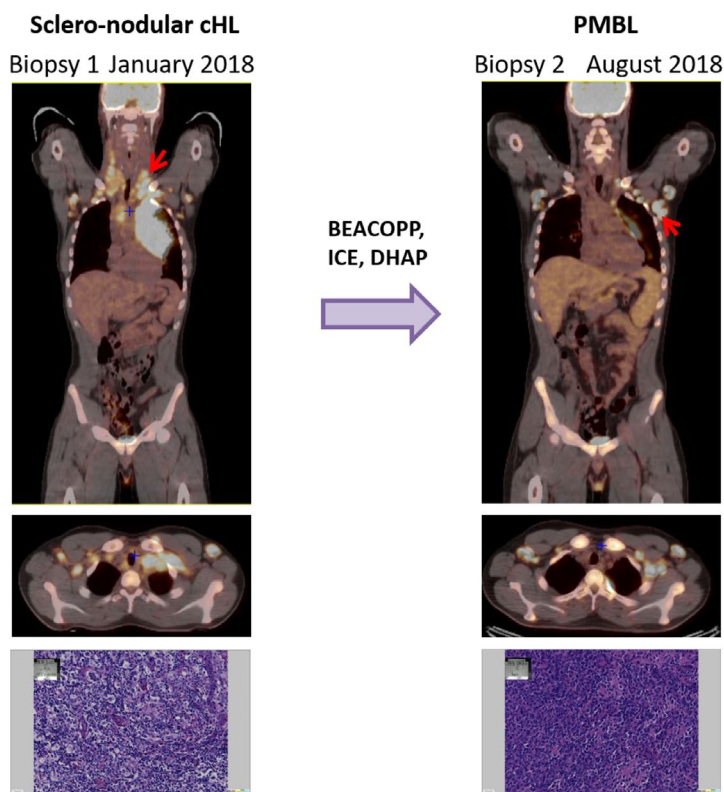 Sclero-nodular cHL
PMBL
Biopsy 1 January 2018
Biopsy 2 August 2018
BEACOPP,
ICE, DHAP